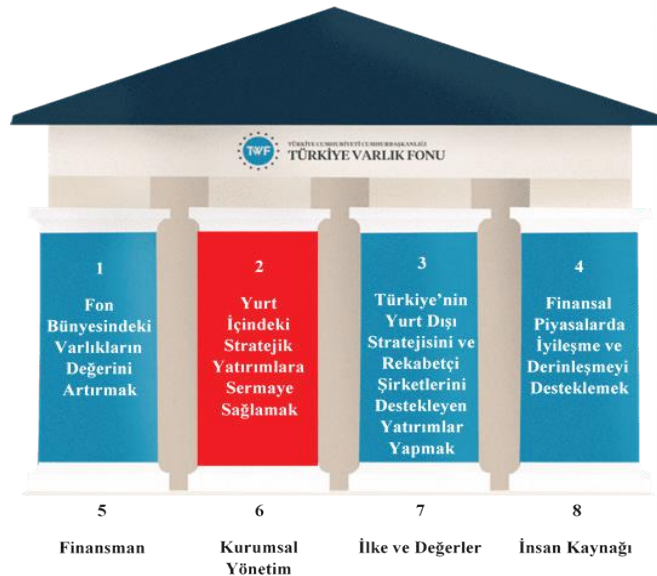 TWF
TÜRKİYE CUMHURİYETİ CUMHURBAŞKANLIĞI
TÜRKİYE VARLIK FONU
1
Fon
Bünyesindeki
Varlıkların
Değerini
Artırmak
2
Yurt
İçindeki
Stratejik
Yatırımlara
Sermaye
Sağlamak
3
Türkiye’nin
Yurt Dışı
Stratejisini ve
Rekabetçi
Şirketlerini
Destekleyen
Yatırımlar
Yapmak
4
Finansal
Piyasalarda
İyileşme ve
Derinleşmeyi
Desteklemek
5
Finansman
6
Kurumsal
Yönetim
7
İlke ve Değerler
8
İnsan Kaynağı